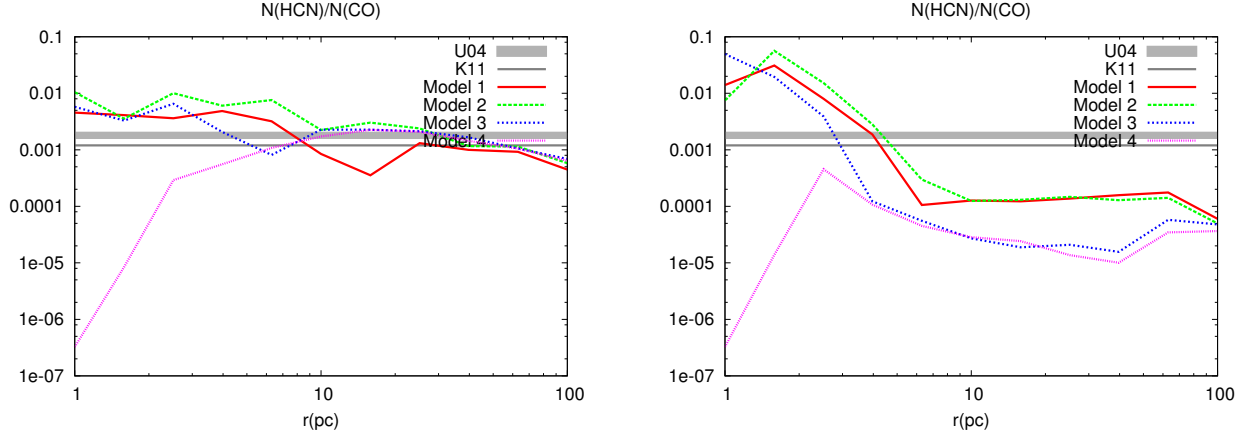 N(HCN)/N(CO)
0.1
0.01
0.001
0.0001
1e-05
1e-06
1e-07
1
10
100
r(pc)
U04
K11
Model 1
Model 2
Model 3
Model 4
N(HCN)/N(CO)
0.1
0.01
0.001
0.0001
1e-05
1e-06
1e-07
1
10
100
r(pc)
U04
K11
Model 1
Model 2
Model 3
Model 4